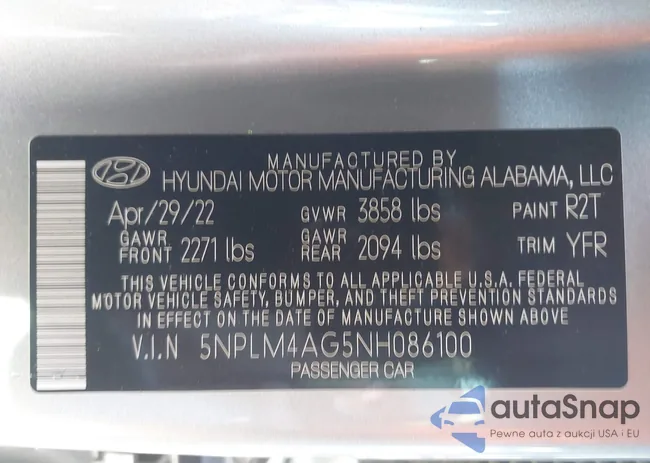 MANUFACTURED BY
HYUNDAI MOTOR MANUFACTURING ALABAMA, LLC
Apr/29/22 GVWR 3858 lbs PAINT R2T
GAWR FRONT 2271 lbs GAWR REAR 2094 lbs TRIM YFR
THIS VEHICLE CONFORMS TO ALL APPLICABLE U.S.A. FEDERAL
MOTOR VEHICLE SAFETY, BUMPER, AND THEFT PREVENTION STANDARDS
IN EFFECT ON THE DATE OF MANUFACTURE SHOWN ABOVE
V.I.N 5NPLM4AG5NH086100
PASSENGER CAR
autaSnap
Pewne auta z aukcji USA i EU